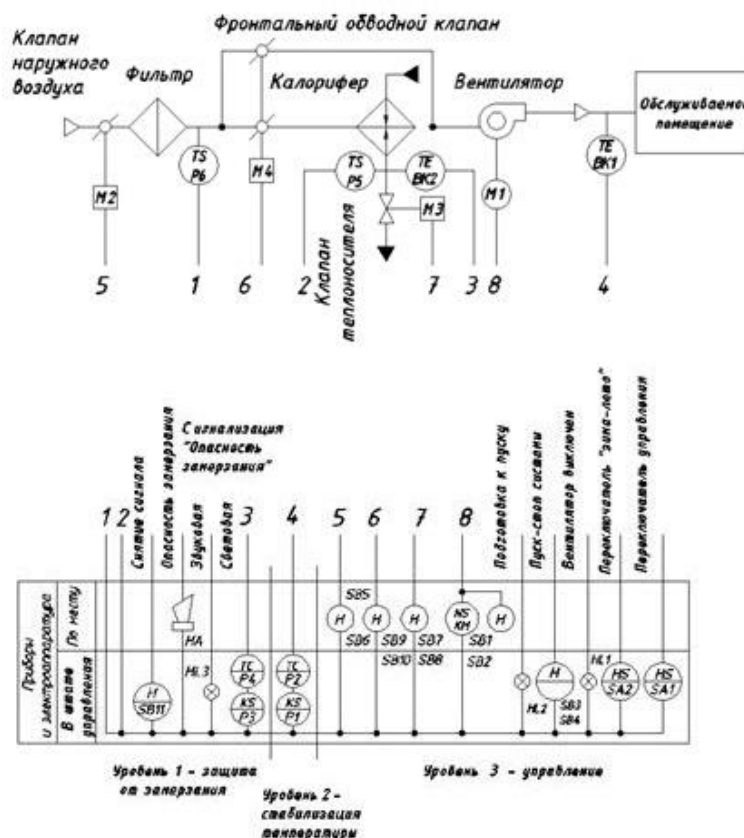 Фронтальный обводной клапан
Клапан
наружного
воздуха
Фильтр
Калорифер
Вентилятор
Обслуживаемое
помещение
TS
P6
M4
TS
P5
TE
BK2
M3
M1
TE
BK1
M2
5
1
6
2
Клапан
теплоносителя
7
3
8
4
Снятие сигнала
Опасность замерзания
Сигнализация
"Опасность
замерзания"
Звуковая
Световая
Подготовка к пуску
Пуск-стоп системы
Вентилятор выключен
Переключатель "зима-лето"
Переключатель управления
1
2
3
4
5
6
7
8
Приборы
и электроаппаратура
По месту
В щите
управления
HA
HL3
H
SB11
TC
P4
KS
P3
TC
P2
KS
P1
SB5
H
SB6
H
SB9
SB10
H
SB7
SB8
NS
KM
SB1
SB2
H
HL2
H
SB3
SB4
HL1
HS
SA2
HS
SA1
Уровень 1 - защита
от замерзания
Уровень 2-
стабилизация
температуры
Уровень 3 - управление